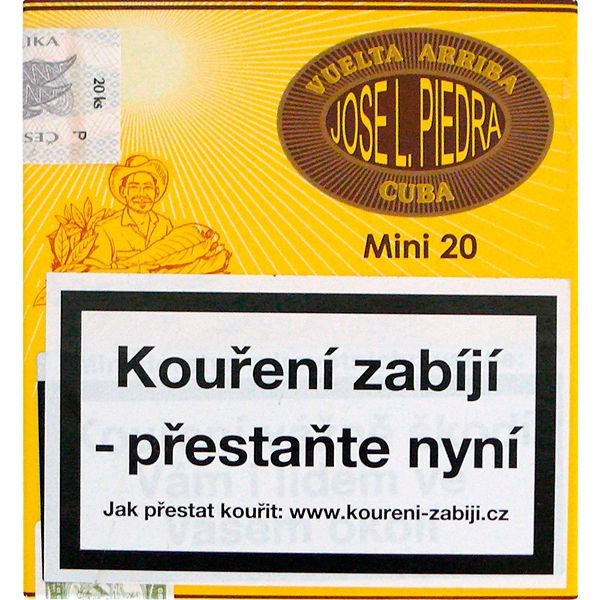 20 ks
VUELTA ARRIBA
JOSE L. PIEDRA
CUBA
Mini 20
Kouření zabíjí
- přestaňte nyní
Jak přestat kouřit: www.koureni-zabiji.cz